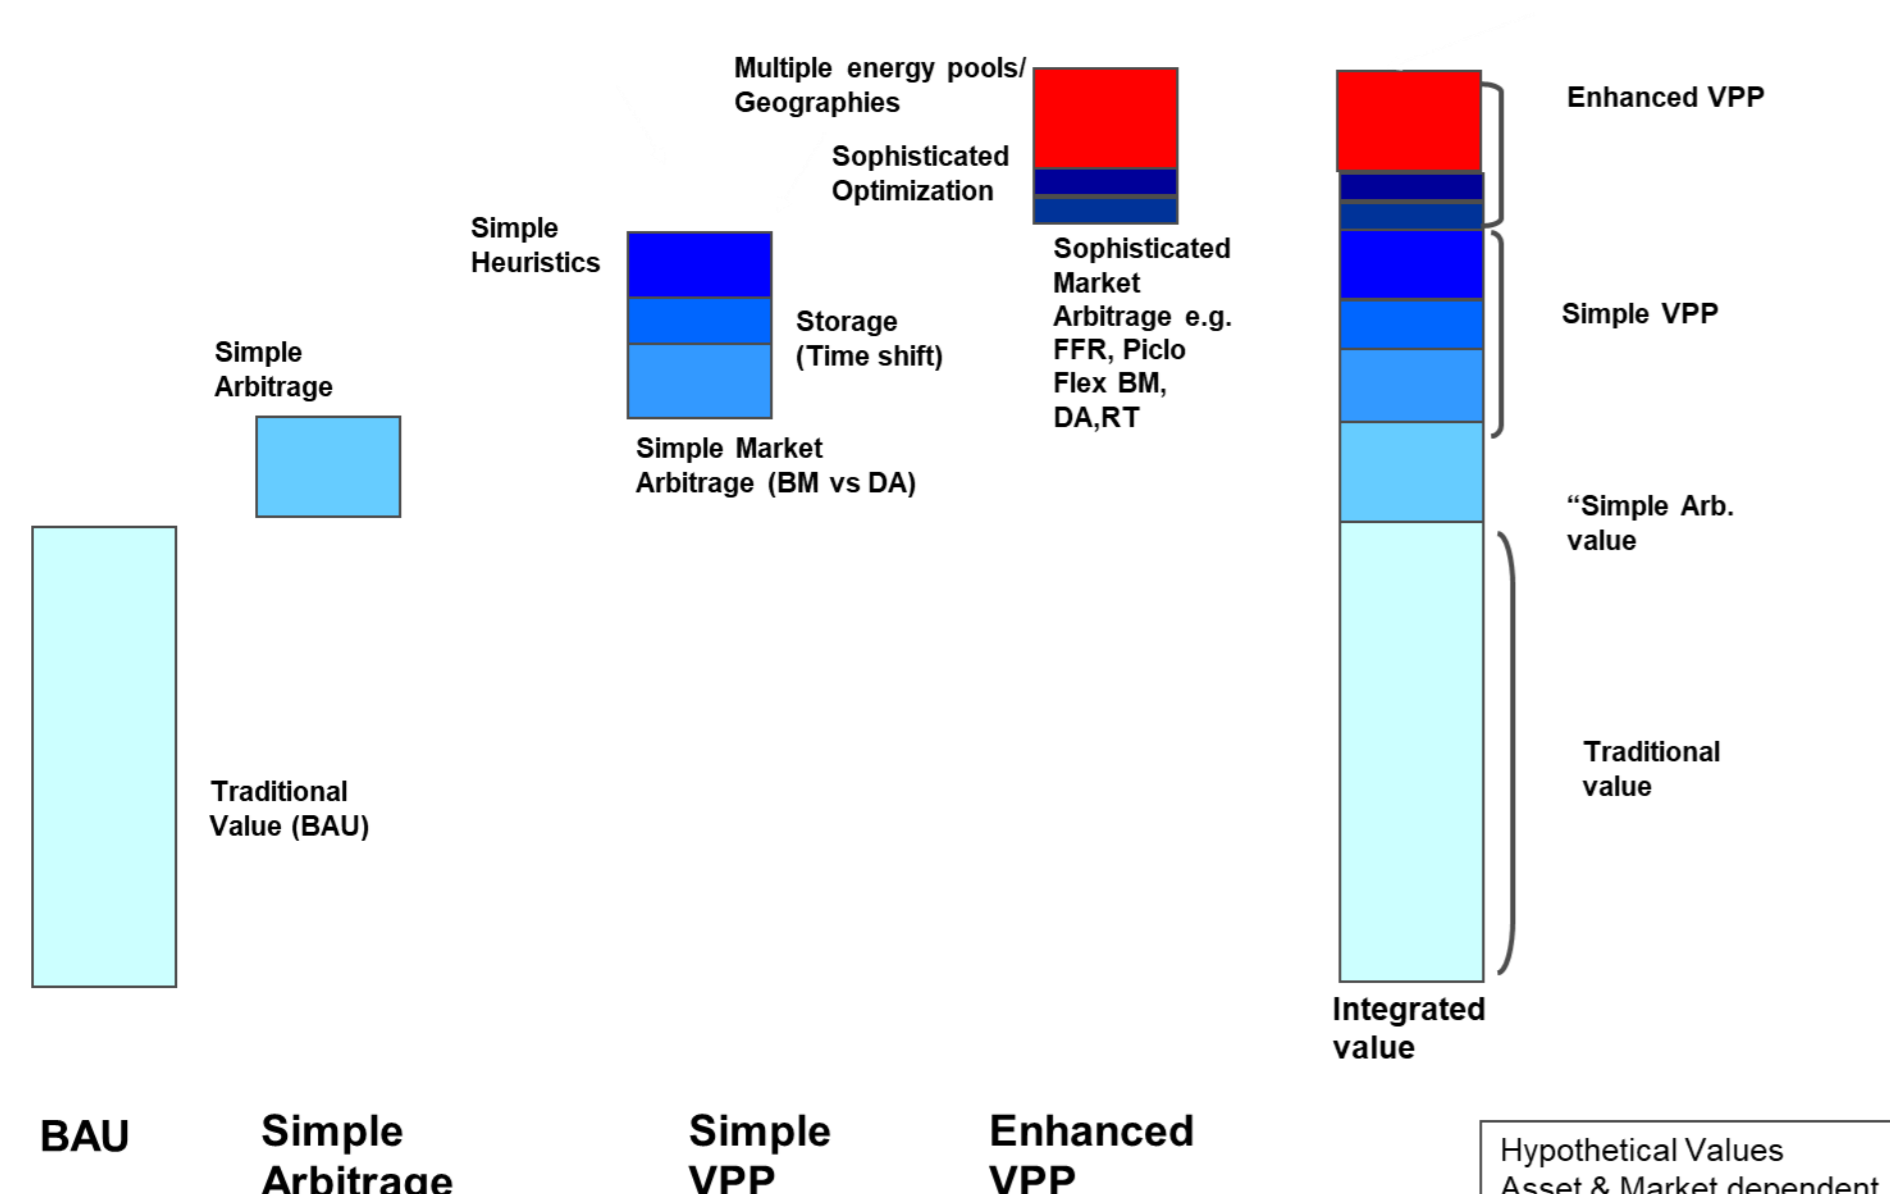 Multiple energy pools/
Geographies
Sophisticated
Optimization
Simple
Heuristics
Storage
(Time shift)
Simple
Arbitrage
Simple Market
Arbitrage (BM vs DA)
Sophisticated
Market
Arbitrage e.g.
FFR, Piclo
Flex BM,
DA,RT
Traditional
Value (BAU)
Enhanced VPP
Simple VPP
“Simple Arb.
value
Traditional
value
Integrated
value
BAU
Simple
Arbitrage
Simple
VPP
Enhanced
VPP
Hypothetical Values
Asset & Market dependent